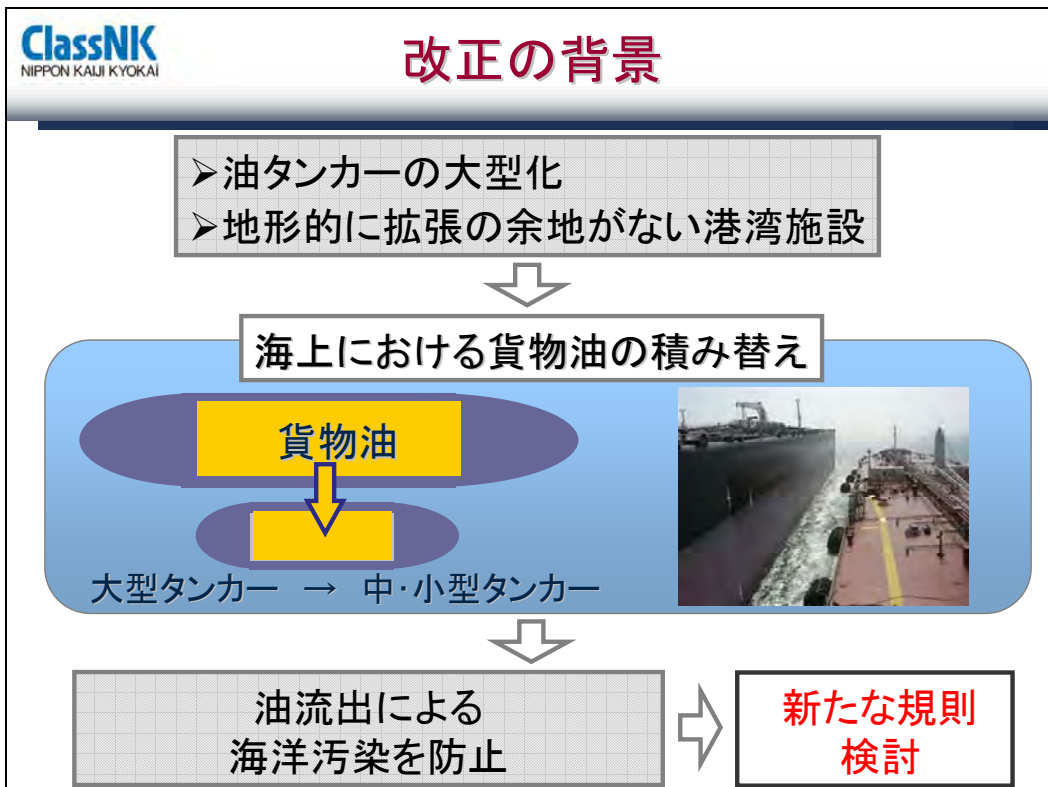 ClassNK
NIPPON KAIJI KYOKAI
改正の背景
➢油タンカーの大型化
➢地形的に拡張の余地がない港湾施設
海上における貨物油の積み替え
貨物油
大型タンカー → 中・小型タンカー
油流出による
海洋汚染を防止
新たな規則
検討